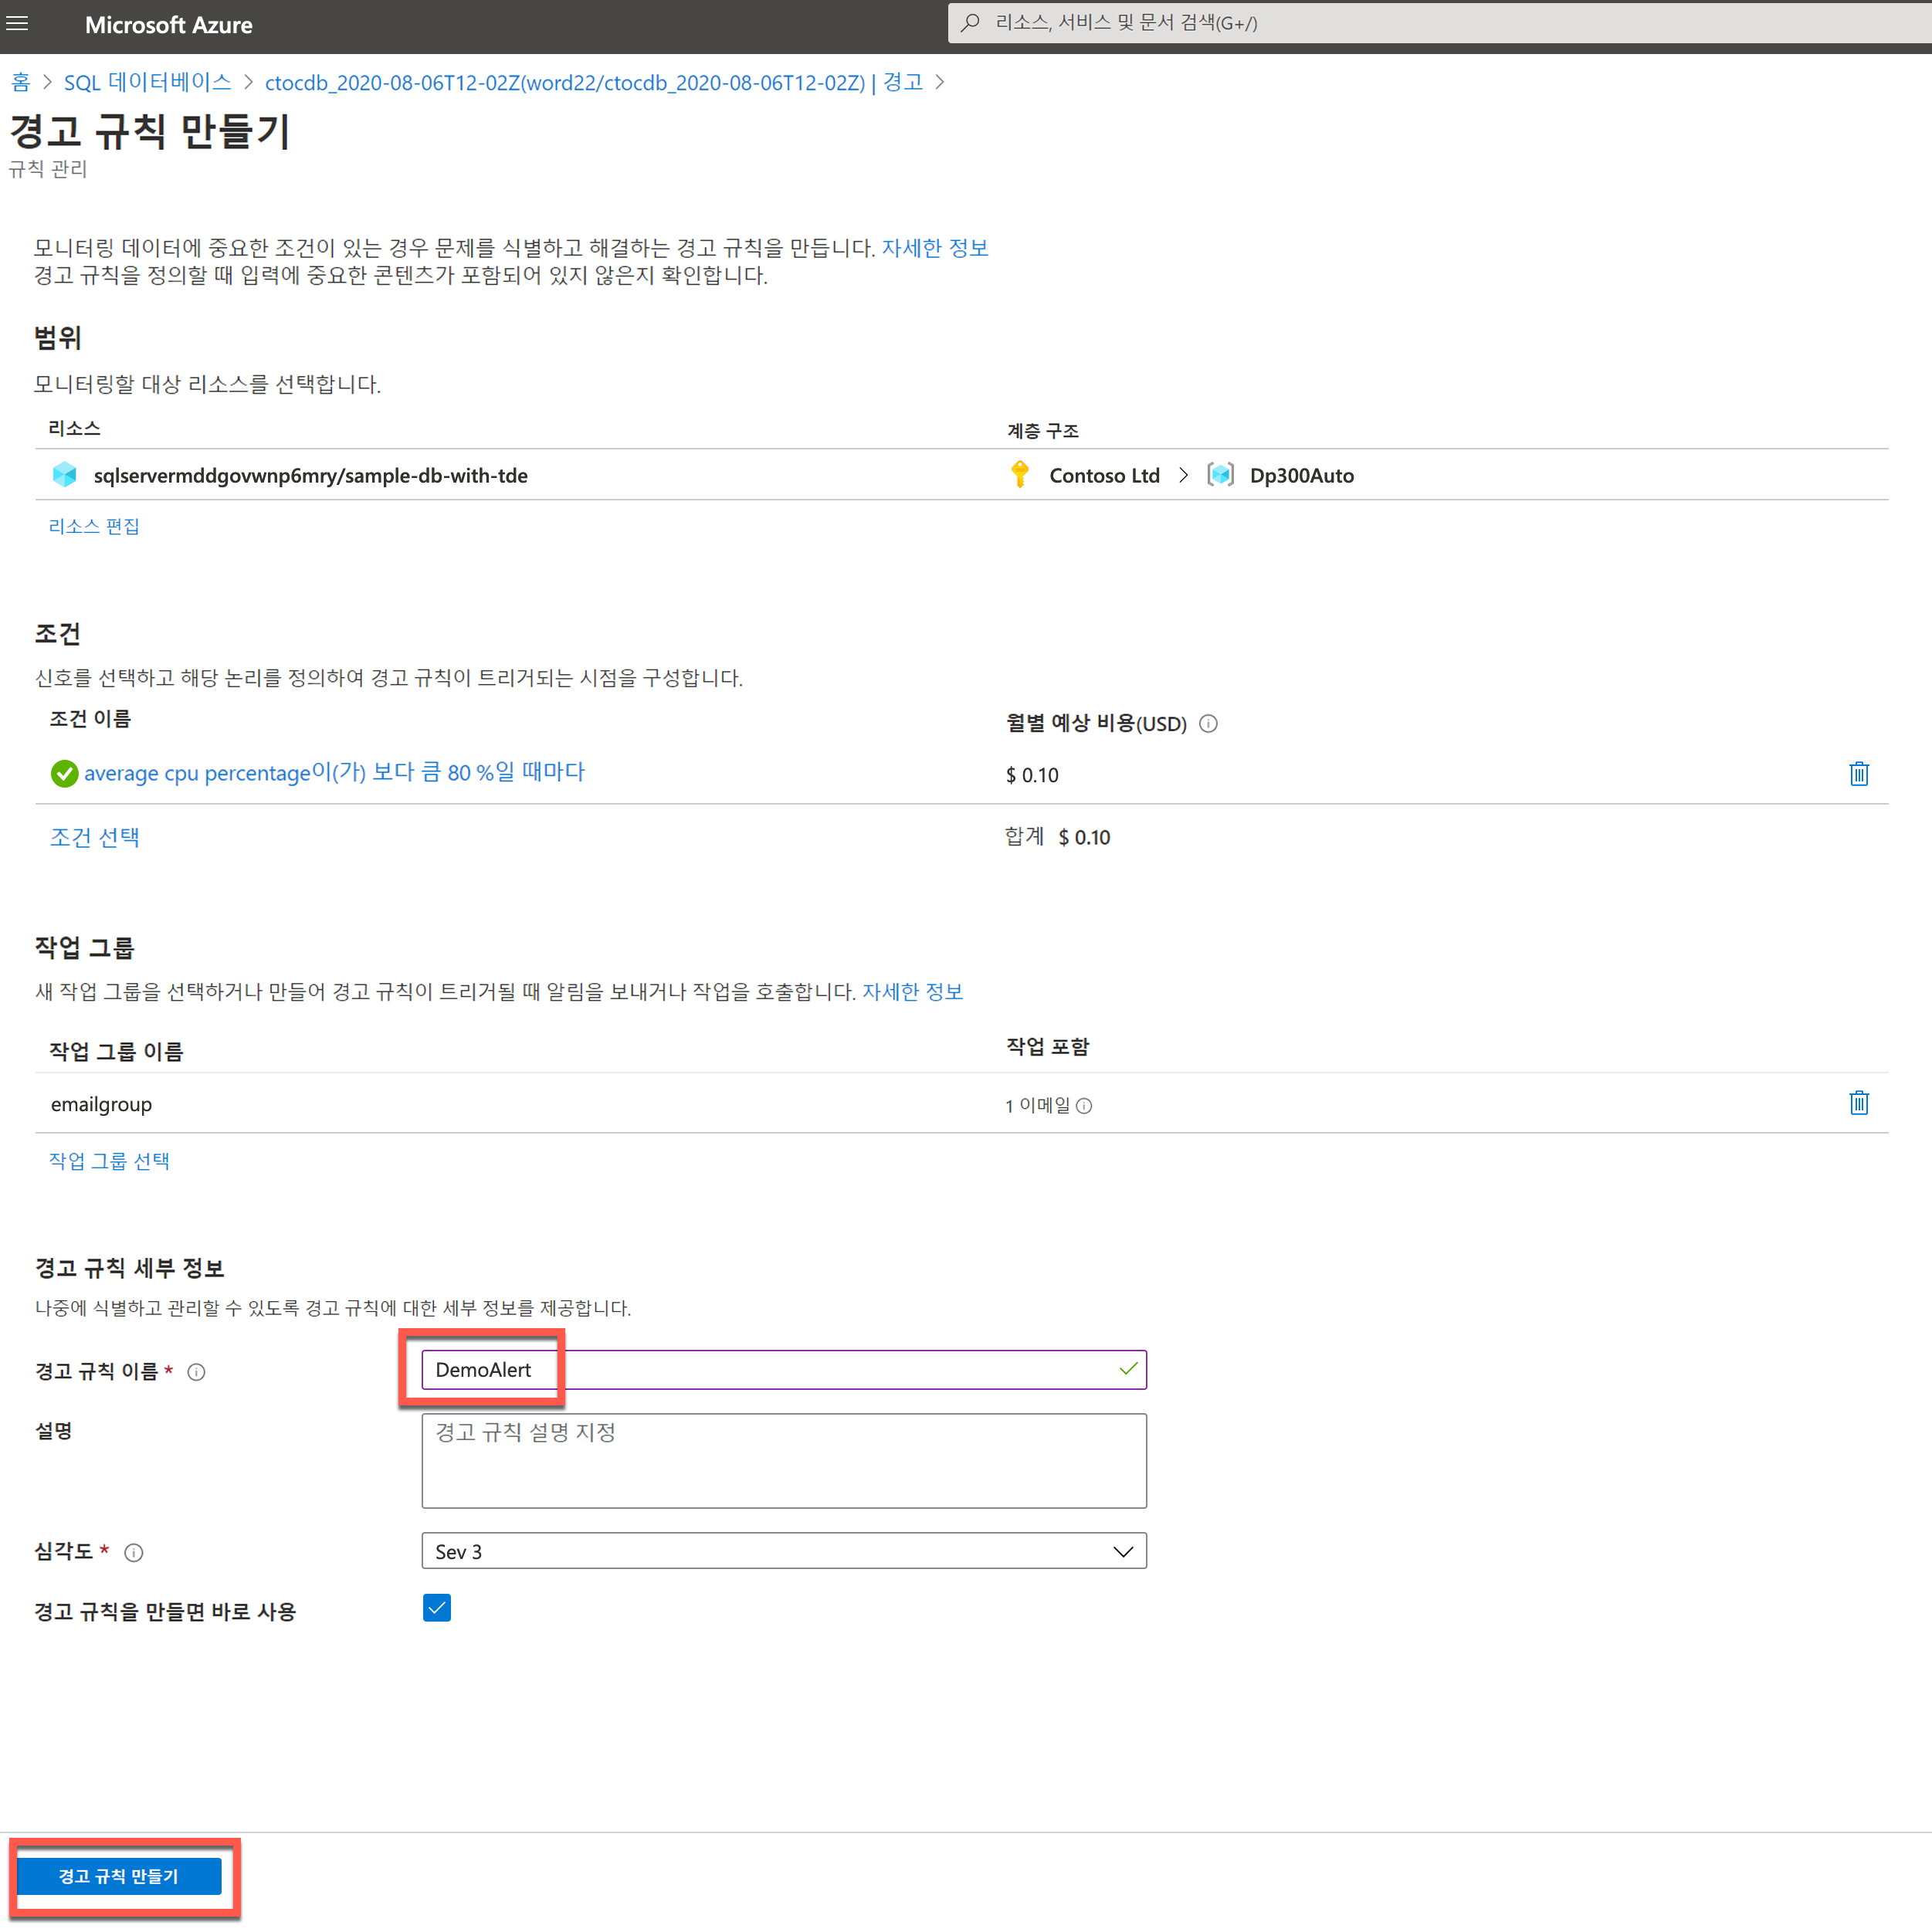 Microsoft Azure
리소스, 서비스 및 문서 검색(G+/)
홈 > SQL 데이터베이스 > ctocdb_2020-08-06T12-02Z(word22/ctocdb_2020-08-06T12-02Z) | 경고 >
경고 규칙 만들기
규칙 관리
모니터링 데이터에 중요한 조건이 있는 경우 문제를 식별하고 해결하는 경고 규칙을 만듭니다. 자세한 정보
경고 규칙을 정의할 때 입력에 중요한 콘텐츠가 포함되어 있지 않은지 확인합니다.
범위
모니터링할 대상 리소스를 선택합니다.
리소스 계층 구조
sqlservermddgovwnp6mry/sample-db-with-tde Contoso Ltd > Dp300Auto
리소스 편집
조건
신호를 선택하고 해당 논리를 정의하여 경고 규칙이 트리거되는 시점을 구성합니다.
조건 이름 월별 예상 비용(USD)
average cpu percentage이(가) 보다 큼 80 %일 때마다 $ 0.10
조건 선택 합계 $ 0.10
작업 그룹
새 작업 그룹을 선택하거나 만들어 경고 규칙이 트리거될 때 알림을 보내거나 작업을 호출합니다. 자세한 정보
작업 그룹 이름 작업 포함
emailgroup 1 이메일
작업 그룹 선택
경고 규칙 세부 정보
나중에 식별하고 관리할 수 있도록 경고 규칙에 대한 세부 정보를 제공합니다.
경고 규칙 이름 * DemoAlert
설명 경고 규칙 설명 지정
심각도 * Sev 3
경고 규칙을 만들면 바로 사용
경고 규칙 만들기